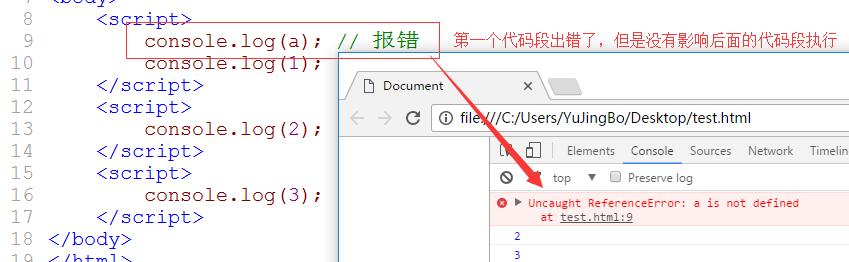 7 <body>
8 <script>
9 console.log(a); // 报错 第一个代码段出错了，但是没有影响后面的代码段执行
10 console.log(1);
11 </script>
12 <script>
13 console.log(2);
14 </script>
15 <script>
16 console.log(3);
17 </script>
18 </body>
19 </html>
Document
file:///C:/Users/YuJingBo/Desktop/test.html
Elements Console Sources Network Timelin
top Preserve log
Uncaught ReferenceError: a is not defined
at test.html:9
2
3